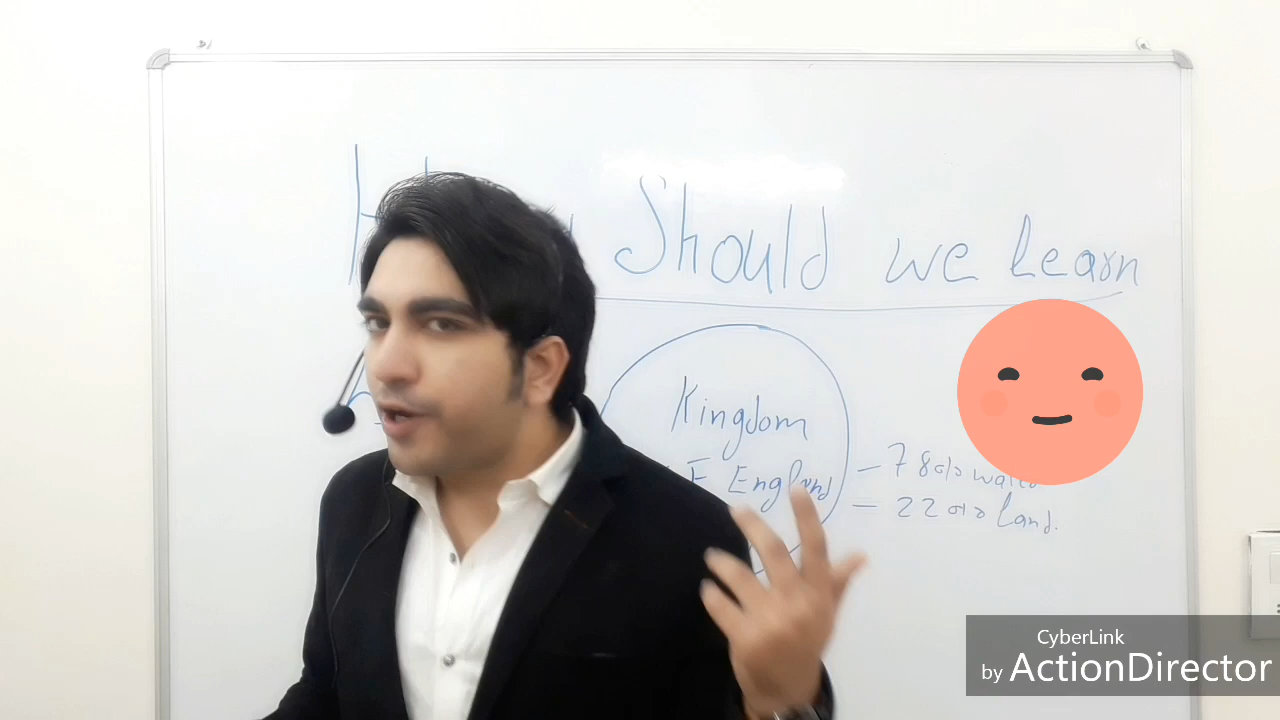 Should we learn
Kingdom
England
- 78% water
= 22% land.
CyberLink
by ActionDirector